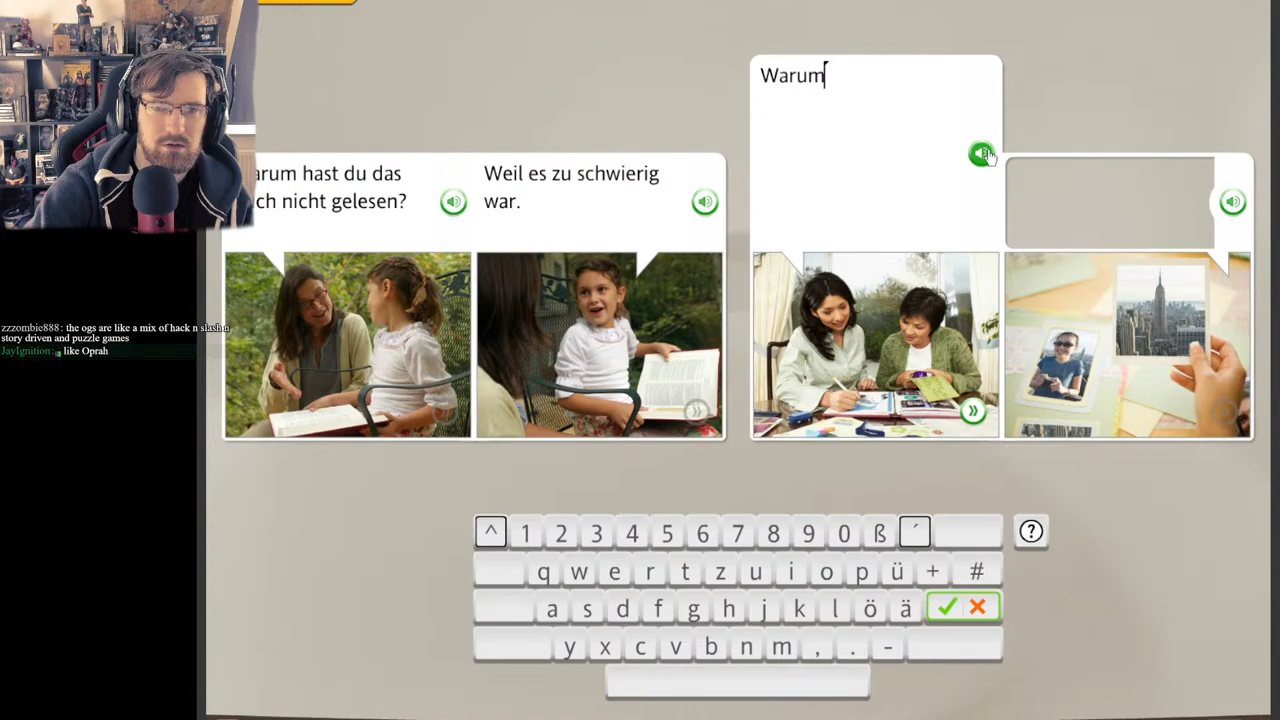 Warum
arum hast du das
ch nicht gelesen?
Weil es zu schwierig
war.
zzzombie888: the ogs are like a mix of hack n slash n
story driven and puzzle games
JayIgnition: like Oprah
^ 1 2 3 4 5 6 7 8 9 0 ß ´
?
q w e r t z u i o p ü + #
a s d f g h j k l ö ä
y x c v b n m , . -